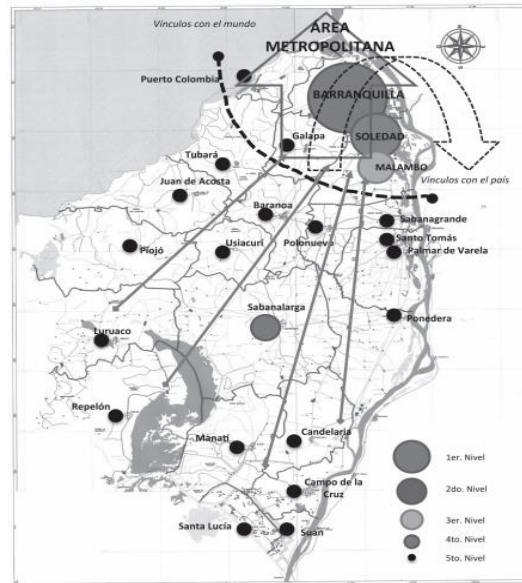 Vínculos con el mundo
ÁREA
METROPOLITANA
Puerto Colombia
BARRANQUILLA
SOLEDAD
Galapa
MALAMBO
Tubará
Vínculos con el país
Juan de Acosta
Baranoa
Sabanagrande
Piojó
Usiacurí
Polonueva
Santo Tomás
Palmar de Varela
Sabanalarga
Ponedera
Luruaco
Repelón
Manatí
Candelaria
Campo de la
Cruz
Santa Lucía
Suan
1er. Nivel
2do. Nivel
3er. Nivel
4to. Nivel
5to. Nivel